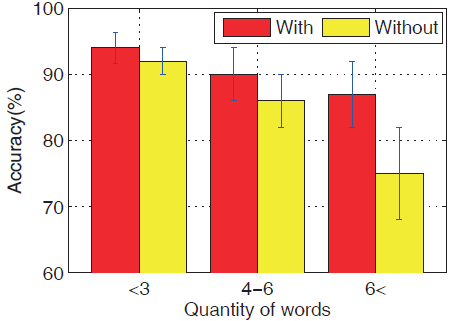 100
With Without
90
80
70
60
Accuracy(%)
<3 4-6 6<
Quantity of words